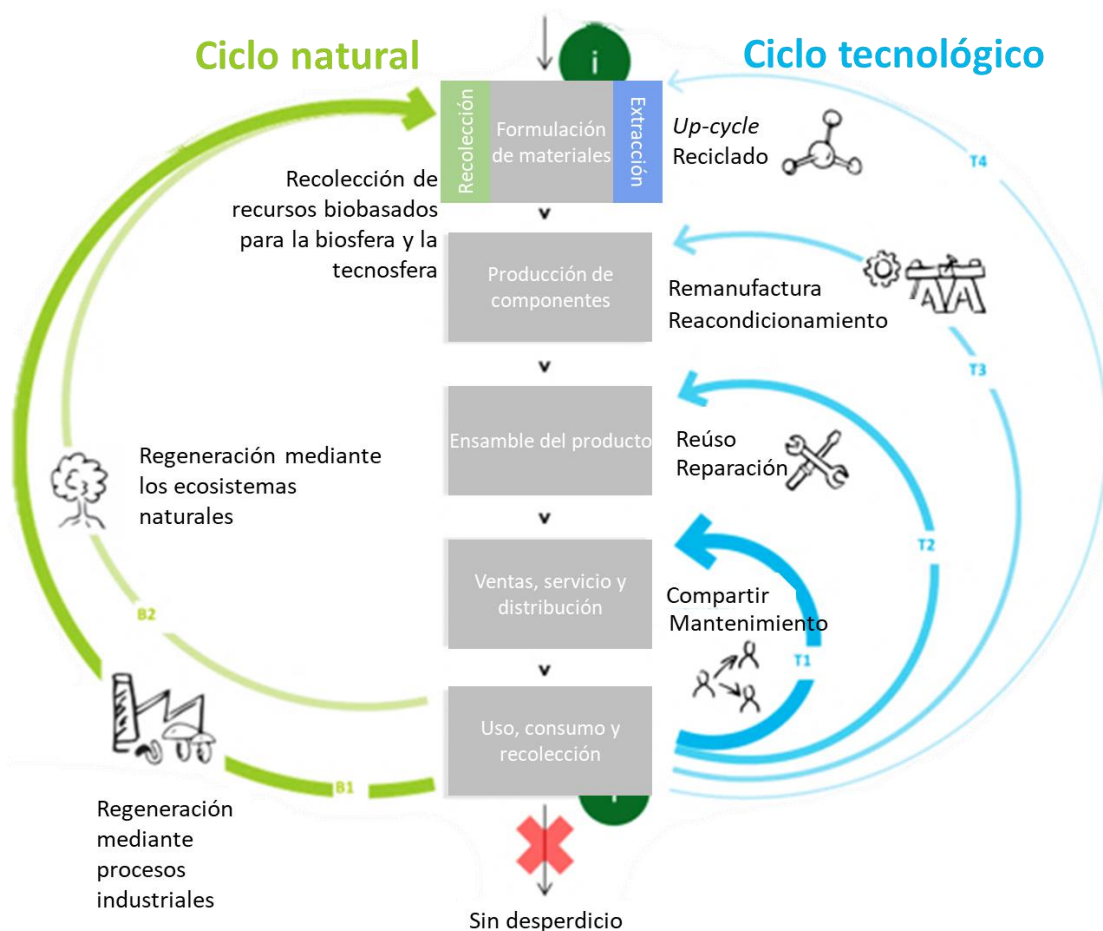 Ciclo natural
Ciclo tecnológico
i
Recolección
Formulación
de materiales
Extracción
Up-cycle
Reciclado
T4
Recolección de
recursos biobasados
para la biosfera y la
tecnosfera
Producción de
componentes
Remanufactura
Reacondicionamiento
T3
Ensamble del producto
Reúso
Reparación
Regeneración mediante
los ecosistemas
naturales
T2
Ventas, servicio y
distribución
Compartir
Mantenimiento
B2
T1
Uso, consumo y
recolección
B1
Regeneración
mediante
procesos
industriales
Sin desperdicio